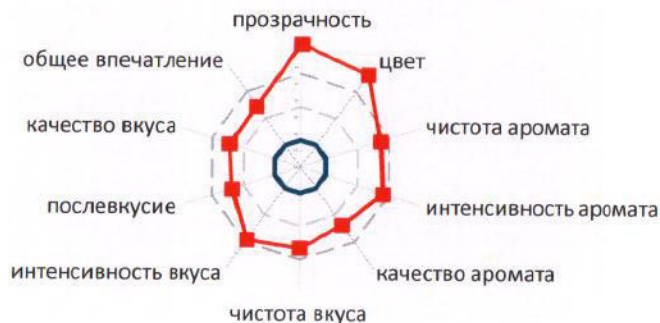 прозрачность
общее впечатление
цвет
качество вкуса
чистота аромата
послевкусие
интенсивность аромата
интенсивность вкуса
качество аромата
чистота вкуса